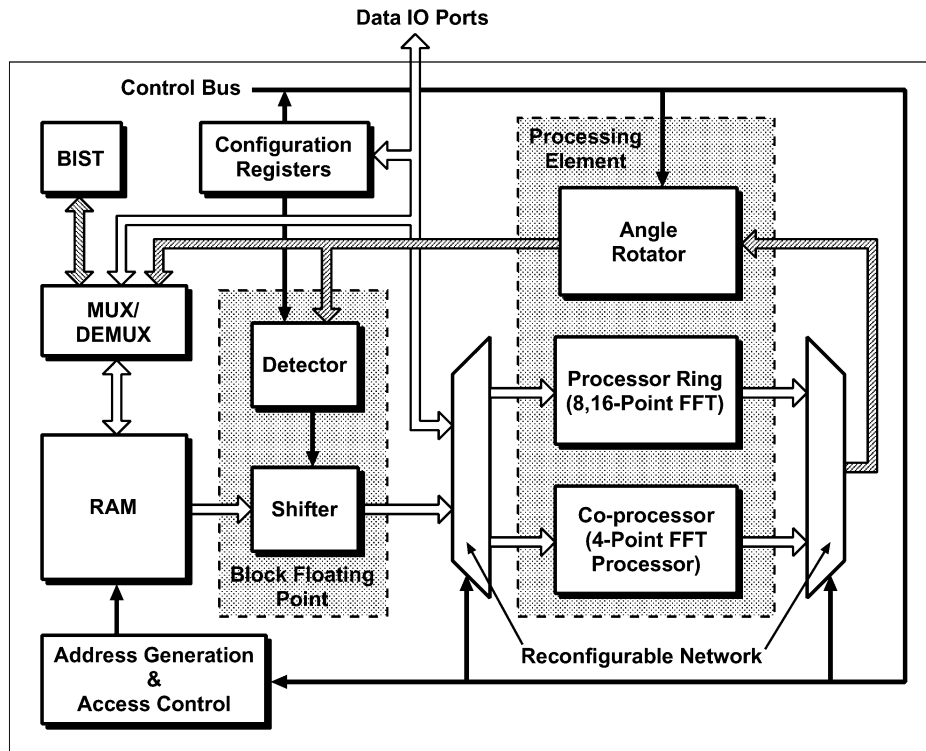 Data IO Ports
Control Bus
BIST
Configuration
Registers
Processing
Element
Angle
Rotator
MUX/
DEMUX
Detector
Processor Ring
(8,16-Point FFT)
RAM
Shifter
Co-processor
(4-Point FFT
Processor)
Block Floating
Point
Address Generation
&
Access Control
Reconfigurable Network